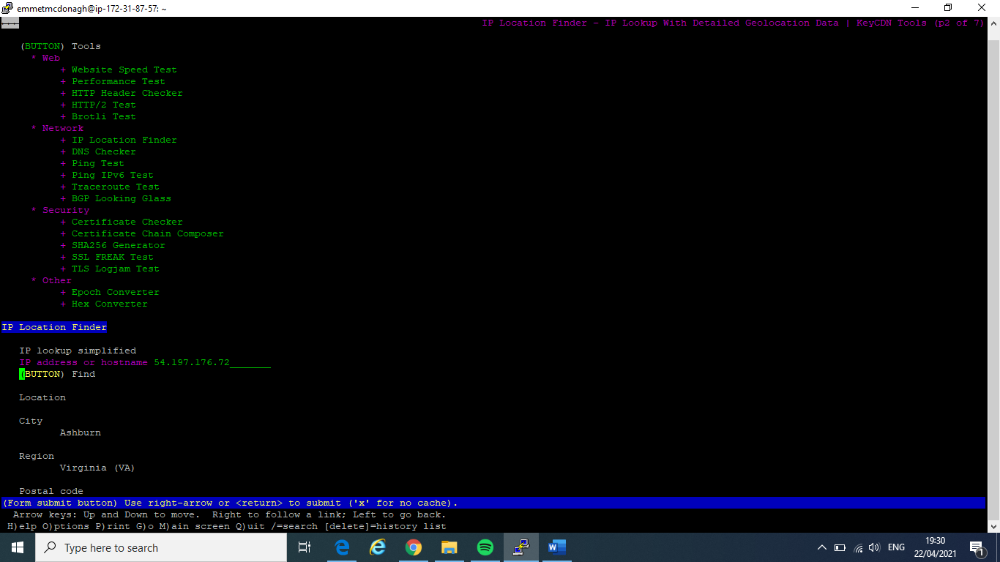 emmetmcdonagh@ip-172-31-87-57: ~
IP Location Finder - IP Lookup With Detailed Geolocation Data | KeyCDN Tools (p2 of 7)
(BUTTON) Tools
* Web
+ Website Speed Test
+ Performance Test
+ HTTP Header Checker
+ HTTP/2 Test
+ Brotli Test
* Network
+ IP Location Finder
+ DNS Checker
+ Ping Test
+ Ping IPv6 Test
+ Traceroute Test
+ BGP Looking Glass
* Security
+ Certificate Checker
+ Certificate Chain Composer
+ SHA256 Generator
+ SSL FREAK Test
+ TLS Logjam Test
* Other
+ Epoch Converter
+ Hex Converter
IP Location Finder
IP lookup simplified
IP address or hostname 54.197.176.72_______
(BUTTON) Find
Location
City
Ashburn
Region
Virginia (VA)
Postal code
(Form submit button) Use right-arrow or <return> to submit ('x' for no cache).
Arrow keys: Up and Down to move.  Right to follow a link; Left to go back.
H)elp O)ptions P)rint G)o M)ain screen Q)uit /=search [delete]=history list
Type here to search
ENG
19:30
22/04/2021
1